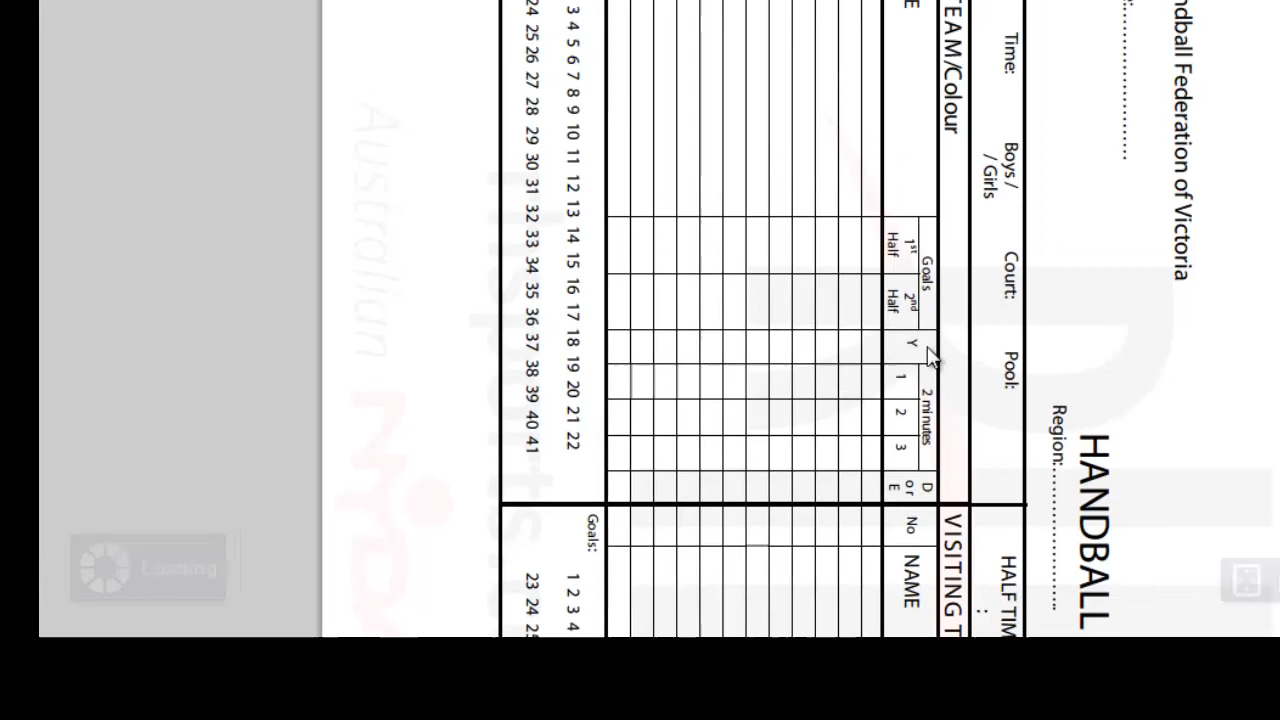 ndball Federation of Victoria
HANDBALL
Region:..........................
Time:
Boys / / Girls
Court:
Pool:
HALF TIM
:
EAM/Colour
VISITING T
E
Goals
1st Half
2nd Half
Y
2 minutes
1 2 3
D or E
No
NAME
3 4 5 6 7 8 9 10 11 12 13 14 15 16 17 18 19 20 21 22
24 25 26 27 28 29 30 31 32 33 34 35 36 37 38 39 40 41
Goals:
1 2 3 4
23 24 25
Australian
Loading